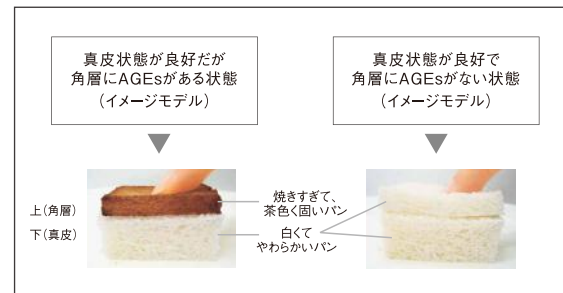 真皮状態が良好だが
角層にAGEsがある状態
(イメージモデル)
真皮状態が良好で
角層にAGEsがない状態
(イメージモデル)
上(角層)
下(真皮)
焼きすぎて、
茶色く固いパン
白くて
やわらかいパン